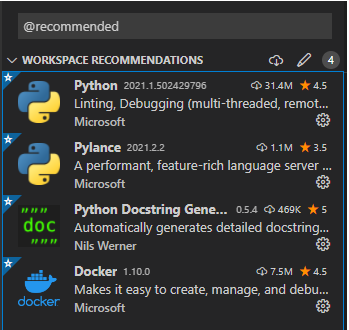 @recommended
WORKSPACE RECOMMENDATIONS 4
Python 2021.1.502429796 31.4M 4.5
Linting, Debugging (multi-threaded, remot...
Microsoft
Pylance 2021.2.2 1.1M 3.5
A performant, feature-rich language server ...
Microsoft
""" doc """
Python Docstring Gene... 0.5.4 469K 5
Automatically generates detailed docstring...
Nils Werner
docker
Docker 1.10.0 7.5M 4.5
Makes it easy to create, manage, and debu...
Microsoft